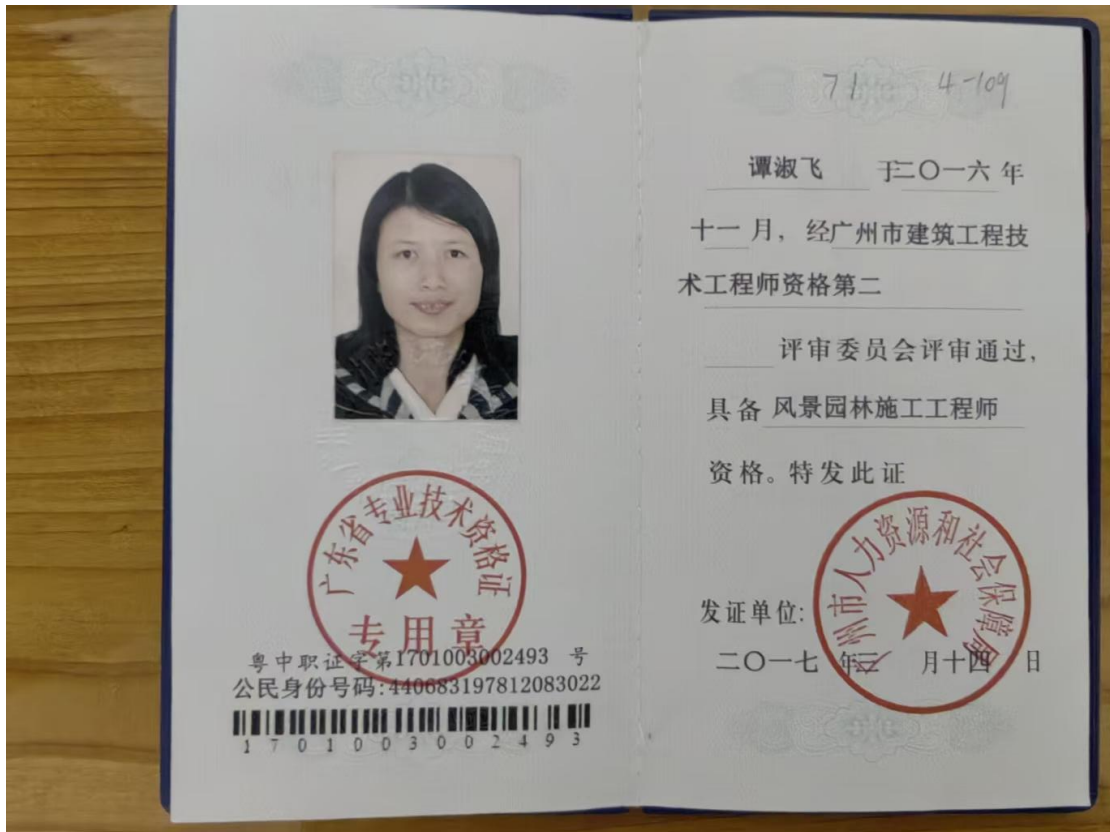 广东省专业技术资格证
专用章
粤中职证学第1701003002493 号
公民身份号码:440683197812083022
1701003002493
71 4-109
谭淑飞 于二〇一六年
十一月，经广州市建筑工程技
术工程师资格第二
评审委员会评审通过，
具备 风景园林施工工程师
资格。特发此证
广州市人力资源和社会保障局
发证单位:
二〇一七 年 月十四 日